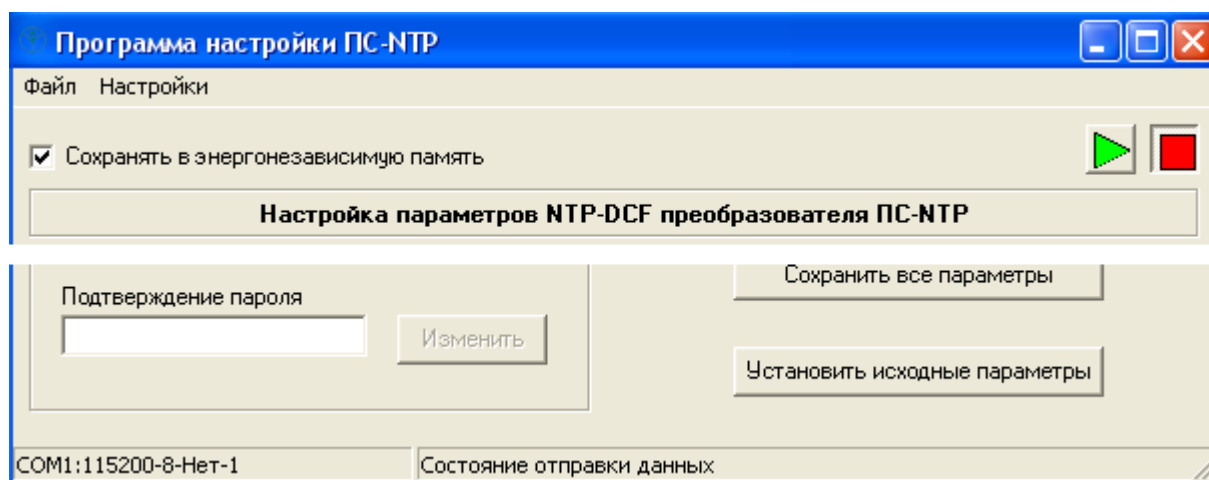 Программа настройки ПС-NTP
Файл Настройки
Сохранять в энергонезависимую память
Настройка параметров NTP-DCF преобразователя ПС-NTP
Сохранить все параметры
Подтверждение пароля
Изменить
Установить исходные параметры
COM1:115200-8-Нет-1 Состояние отправки данных